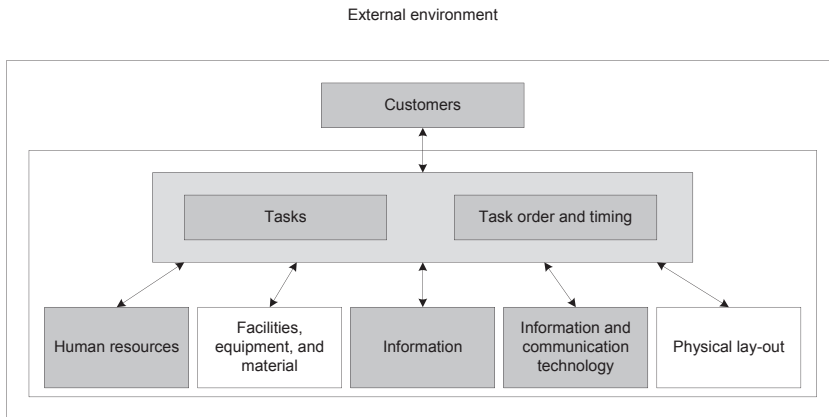 External environment
Customers
Tasks
Task order and timing
Human resources
Facilities,
equipment, and
material
Information
Information and
communication
technology
Physical lay-out